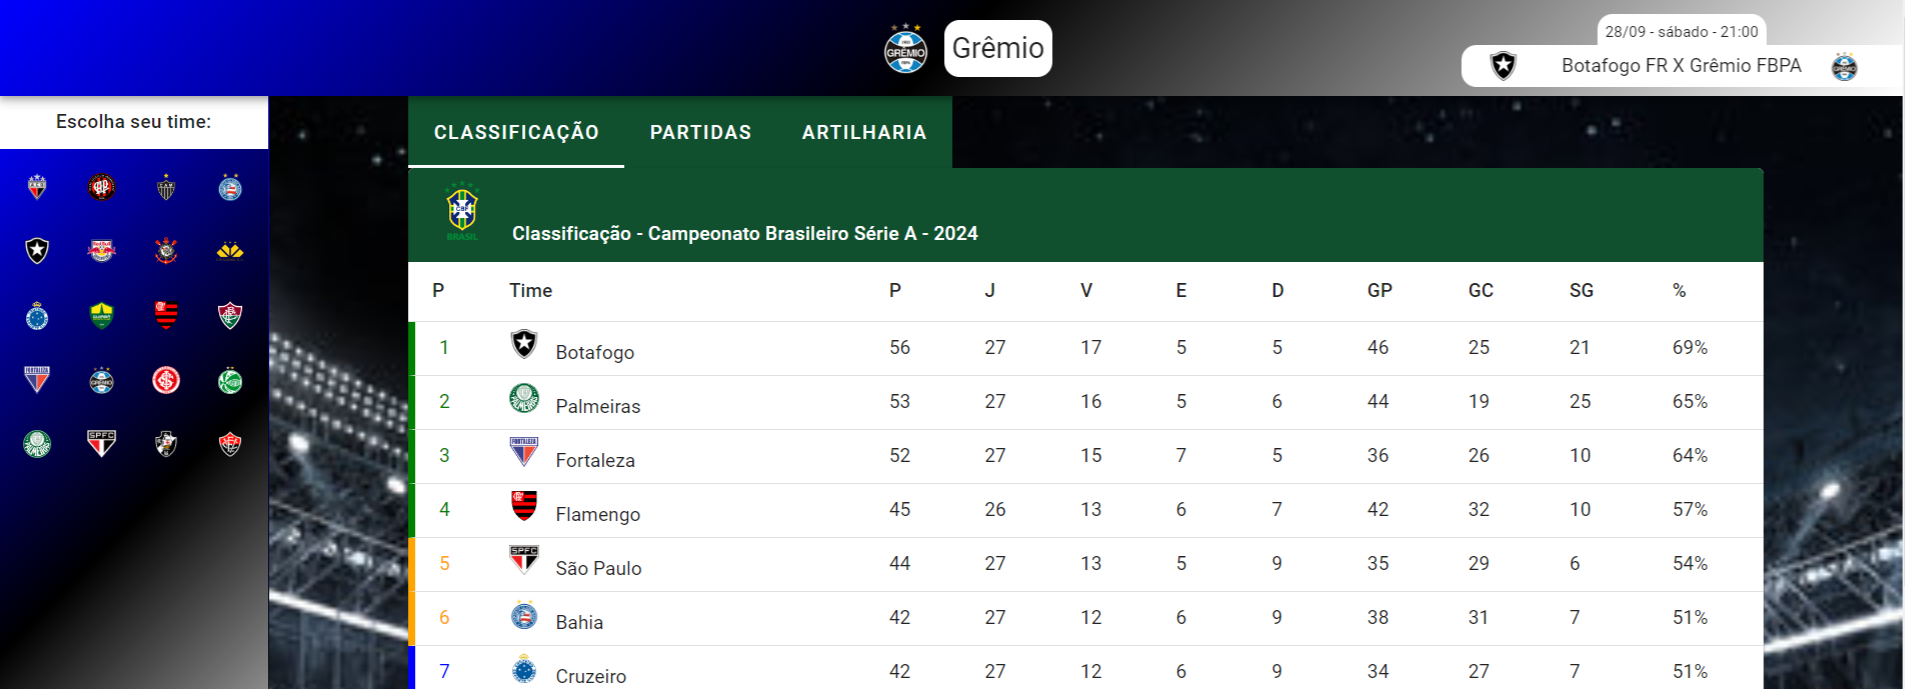 GRÊMIO
Grêmio
28/09 - sábado - 21:00
Botafogo FR X Grêmio FBPA
Escolha seu time:
CLASSIFICAÇÃO PARTIDAS ARTILHARIA
BRASIL
Classificação - Campeonato Brasileiro Série A - 2024
P Time P J V E D GP GC SG %
1 Botafogo 56 27 17 5 5 46 25 21 69%
2 Palmeiras 53 27 16 5 6 44 19 25 65%
3 Fortaleza 52 27 15 7 5 36 26 10 64%
4 Flamengo 45 26 13 6 7 42 32 10 57%
5 São Paulo 44 27 13 5 9 35 29 6 54%
6 Bahia 42 27 12 6 9 38 31 7 51%
7 Cruzeiro 42 27 12 6 9 34 27 7 51%